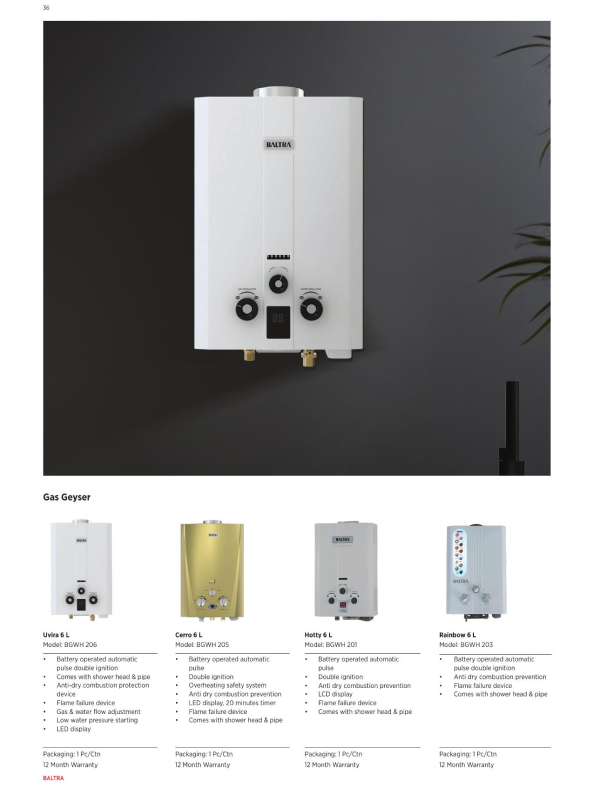 36
BALTRA
Gas Geyser
BALTRA
BALTRA
Uvira 6 L
Model: BGWH 206
• Battery operated automatic
pulse double ignition
• Comes with shower head & pipe
• Anti-dry combustion protection
device
• Flame failure device
• Gas & water flow adjustment
• Low water pressure starting
• LED display
Packaging: 1 Pc/Ctn
12 Month Warranty
Cerro 6 L
Model: BGWH 205
• Battery operated automatic
pulse
• Double ignition
• Overheating safety system
• Anti dry combustion prevention
• LED display, 20 minutes timer
• Flame failure device
• Comes with shower head & pipe
Packaging: 1 Pc/Ctn
12 Month Warranty
Hotty 6 L
Model: BGWH 201
• Battery operated automatic
pulse
• Double ignition
• Anti dry combustion prevention
• LCD display
• Flame failure device
• Comes with shower head & pipe
Packaging: 1 Pc/Ctn
12 Month Warranty
Rainbow 6 L
Model: BGWH 203
• Battery operated automatic
pulse double ignition
• Anti dry combustion prevention
• Flame failure device
• Comes with shower head & pipe
Packaging: 1 Pc/Ctn
12 Month Warranty
BALTRA